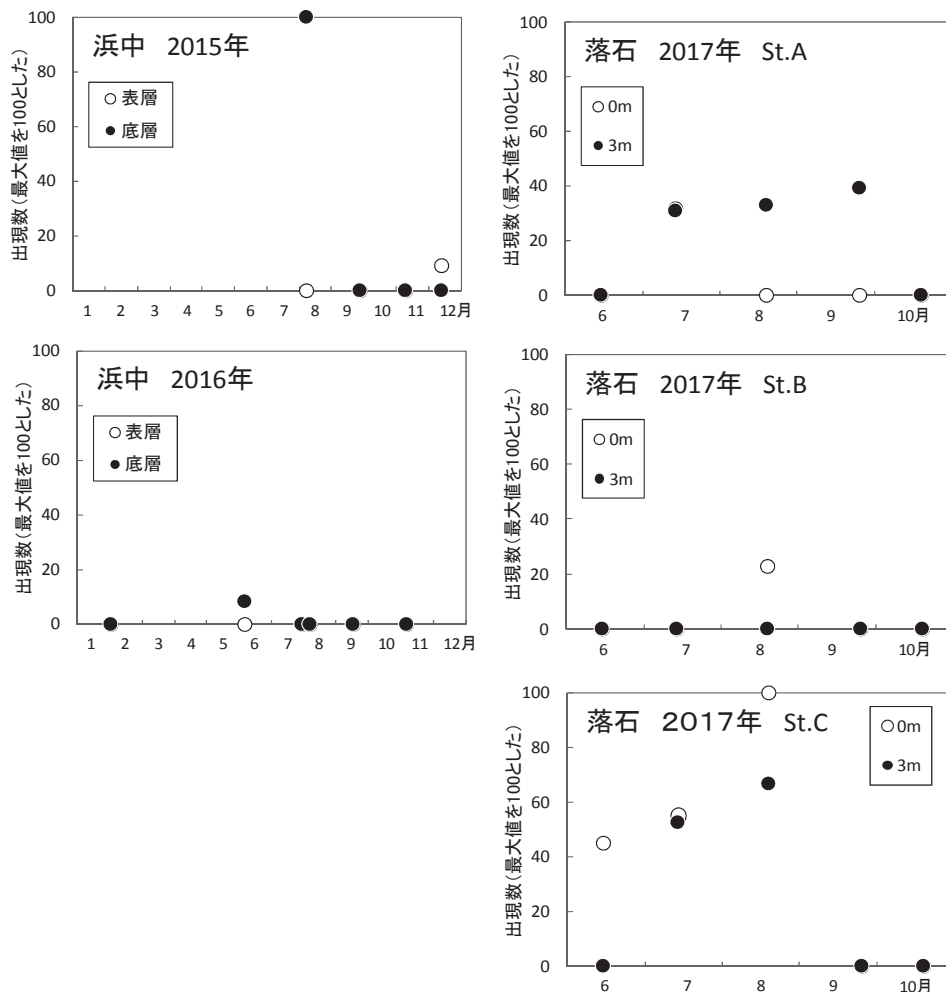 出現数(最大値を100とした)
浜中 2015年
○ 表層
● 底層
100
80
60
40
20
0
1 2 3 4 5 6 7 8 9 10 11 12月
出現数(最大値を100とした)
浜中 2016年
○ 表層
● 底層
100
80
60
40
20
0
1 2 3 4 5 6 7 8 9 10 11 12月
出現数(最大値を100とした)
落石 2017年 St.A
○ 0m
● 3m
100
80
60
40
20
0
6 7 8 9 10月
出現数(最大値を100とした)
落石 2017年 St.B
○ 0m
● 3m
100
80
60
40
20
0
6 7 8 9 10月
出現数(最大値を100とした)
落石 2017年 St.C
○ 0m
● 3m
100
80
60
40
20
0
6 7 8 9 10月